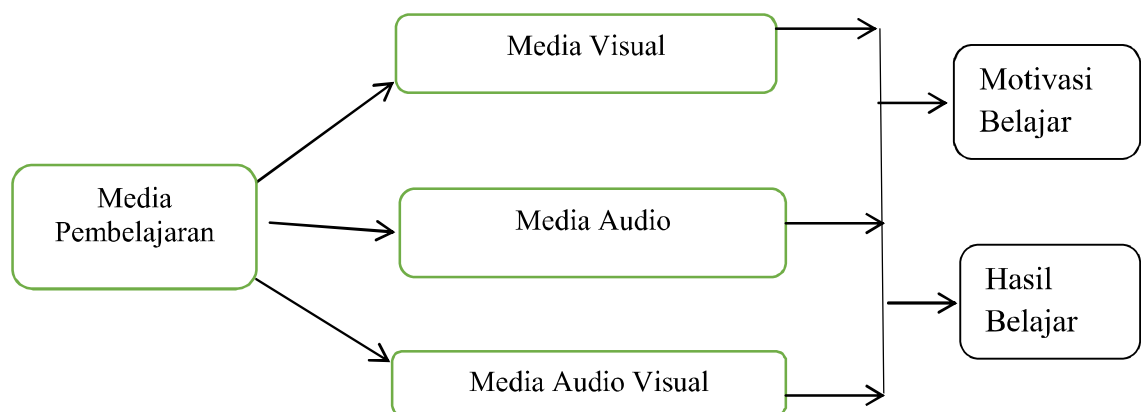 Media Visual
Motivasi
Belajar
Media
Pembelajaran
Media Audio
Hasil
Belajar
Media Audio Visual